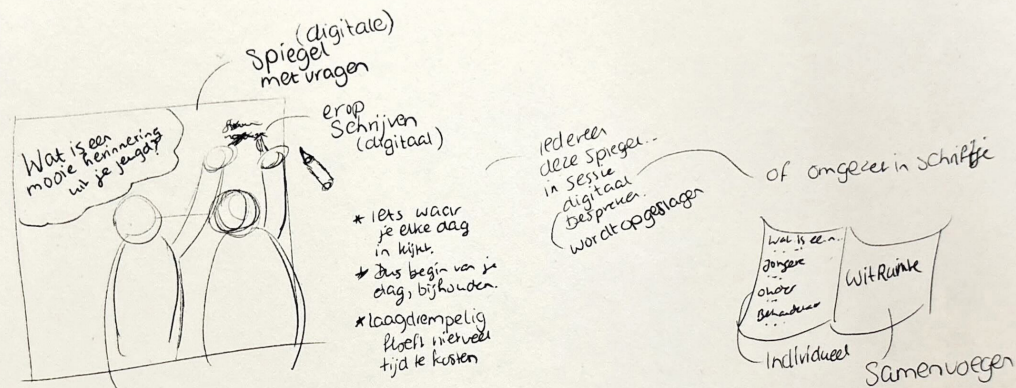 (digitale)
Spiegel
met vragen
Wat is een
mooie herinnering
uit je jeugd?
erop
Schrijven
(digitaal)
* iets waar
je elke dag
in kijkt.
* Dus begin van je
dag, bijhouden.
* Laagdrempelig
hoeft niet veel
tijd te kosten
iedereen
deze spiegel...
in sessie
digitaal
bespreken
wordt opgeslagen
of omgezet in schriftje
Wat is een..
Jongere
ouder
Behandelaar
WitRuimte
Individueel
Samenvoegen